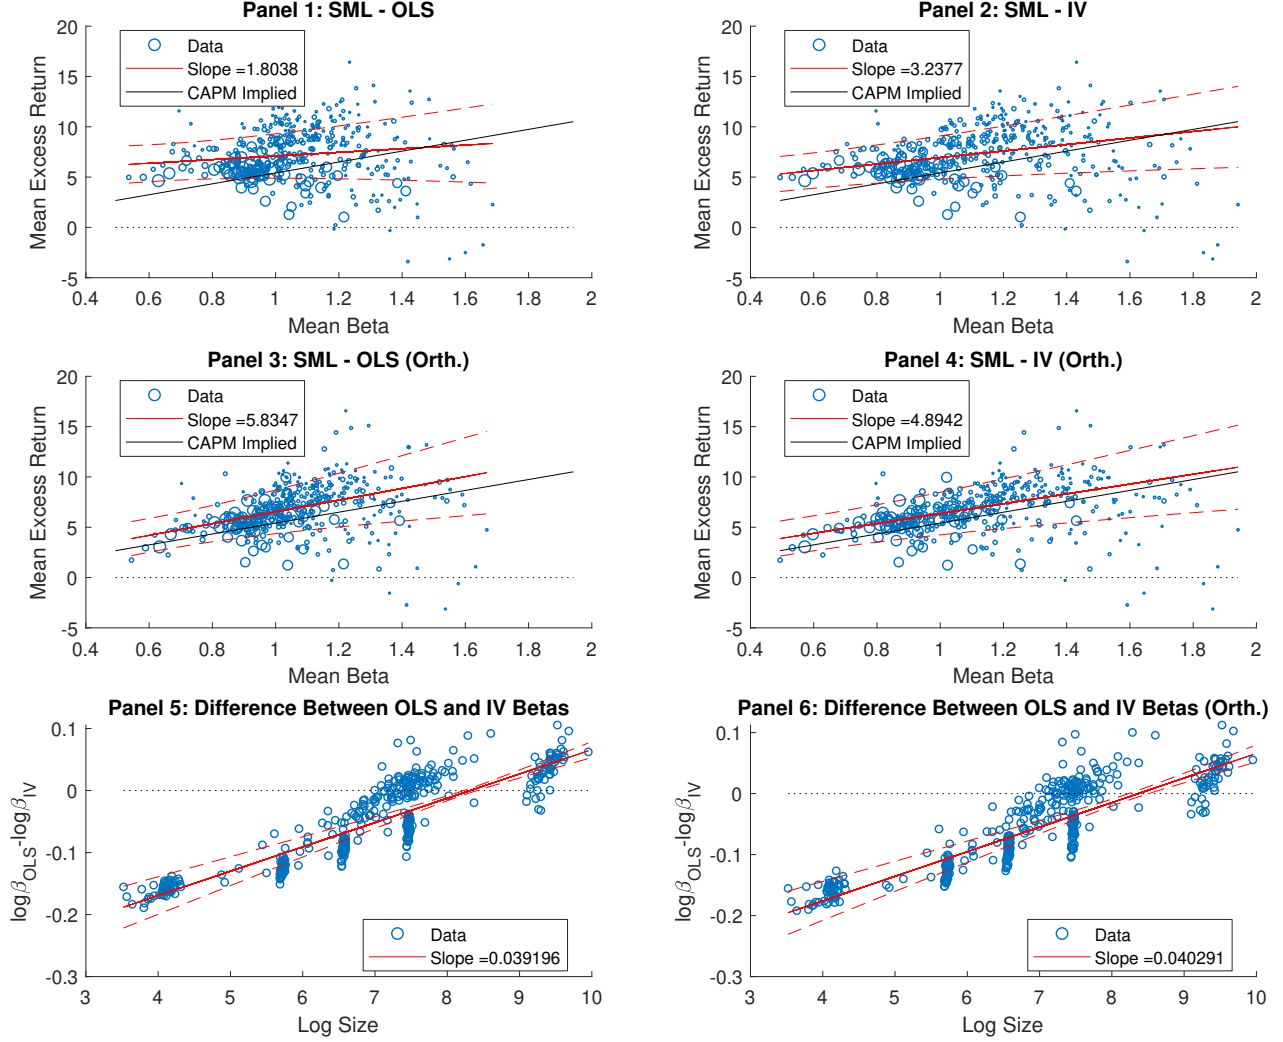 Panel 1: SML - OLS
Mean Excess Return
20
15
10
5
0
-5
Data
Slope =1.8038
CAPM Implied
0.4 0.6 0.8 1 1.2 1.4 1.6 1.8 2
Mean Beta
Panel 2: SML - IV
Mean Excess Return
20
15
10
5
0
-5
Data
Slope =3.2377
CAPM Implied
0.4 0.6 0.8 1 1.2 1.4 1.6 1.8 2
Mean Beta
Panel 3: SML - OLS (Orth.)
Mean Excess Return
20
15
10
5
0
-5
Data
Slope =5.8347
CAPM Implied
0.4 0.6 0.8 1 1.2 1.4 1.6 1.8 2
Mean Beta
Panel 4: SML - IV (Orth.)
Mean Excess Return
20
15
10
5
0
-5
Data
Slope =4.8942
CAPM Implied
0.4 0.6 0.8 1 1.2 1.4 1.6 1.8 2
Mean Beta
Panel 5: Difference Between OLS and IV Betas
logβOLS-logβIV
0.1
0
-0.1
-0.2
-0.3
Data
Slope =0.039196
3 4 5 6 7 8 9 10
Log Size
Panel 6: Difference Between OLS and IV Betas (Orth.)
logβOLS-logβIV
0.1
0
-0.1
-0.2
-0.3
Data
Slope =0.040291
3 4 5 6 7 8 9 10
Log Size